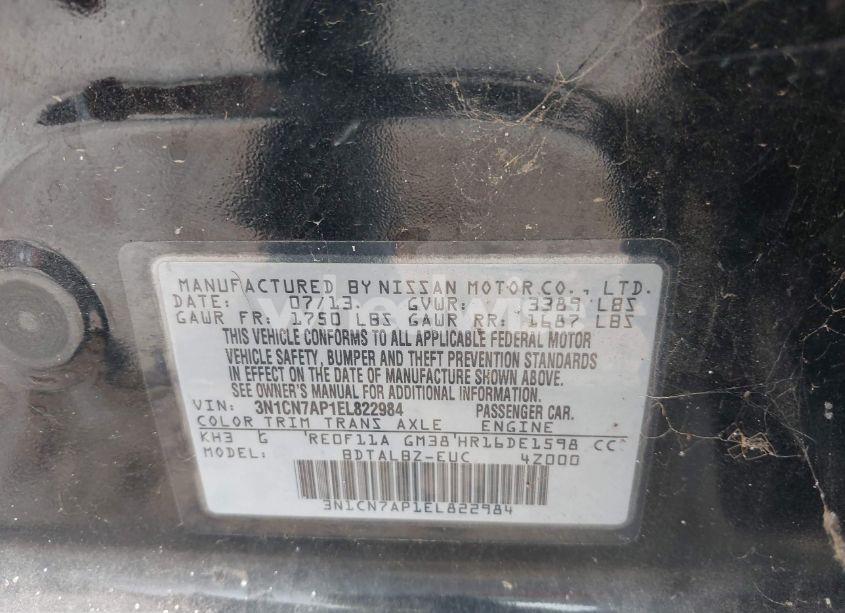 MANUFACTURED BY NISSAN MOTOR CO., LTD.
DATE: 07/13 GVWR: 3389 LBS
GAWR FR: 1750 LBS GAWR RR: 1687 LBS
THIS VEHICLE CONFORMS TO ALL APPLICABLE FEDERAL MOTOR
VEHICLE SAFETY, BUMPER AND THEFT PREVENTION STANDARDS
IN EFFECT ON THE DATE OF MANUFACTURE SHOWN ABOVE.
SEE OWNER'S MANUAL FOR ADDITIONAL INFORMATION.
VIN: 3N1CN7AP1EL822984 PASSENGER CAR.
COLOR TRIM TRANS AXLE ENGINE
KH3 G RE0F11A GM38 HR16DE1598 CC
MODEL: BDTALBZ-EUC 4Z000
3N1CN7AP1EL822984